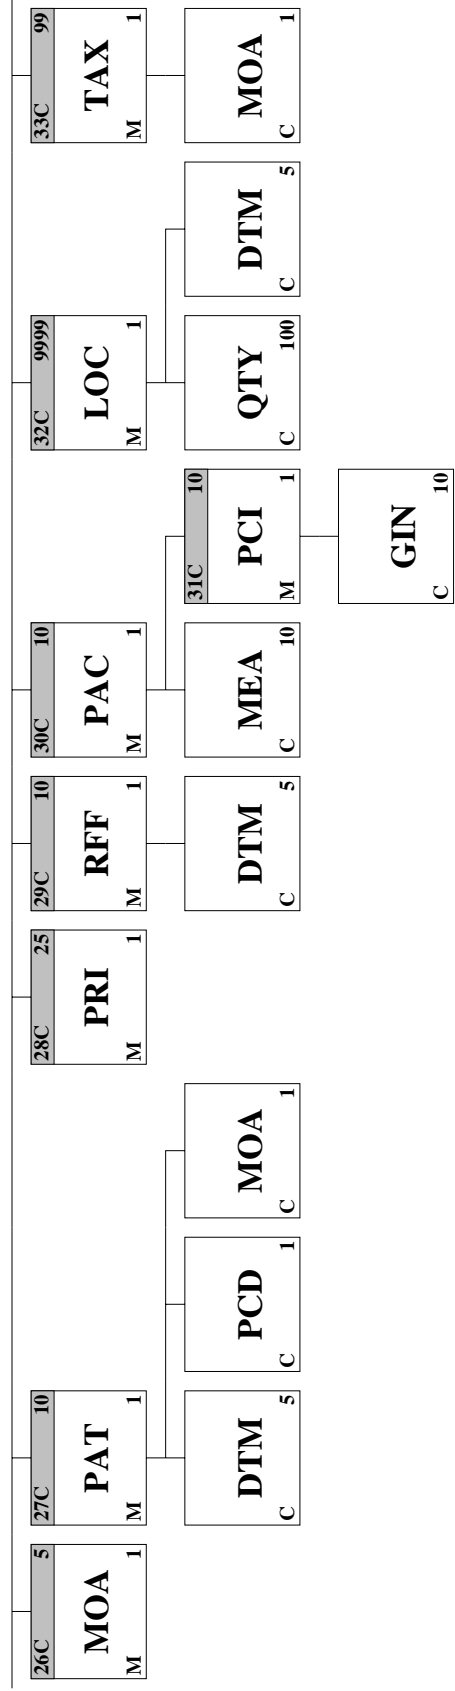 26C 5
MOA
M 1
27C 10
PAT
M 1
DTM
C 5
PCD
C 1
MOA
C 1
28C 25
PRI
M 1
29C 10
RFF
M 1
DTM
C 5
30C 10
PAC
M 1
MEA
C 10
31C 10
PCI
M 1
GIN
C 10
32C 9999
LOC
M 1
QTY
C 100
DTM
C 5
33C 99
TAX
M 1
MOA
C 1